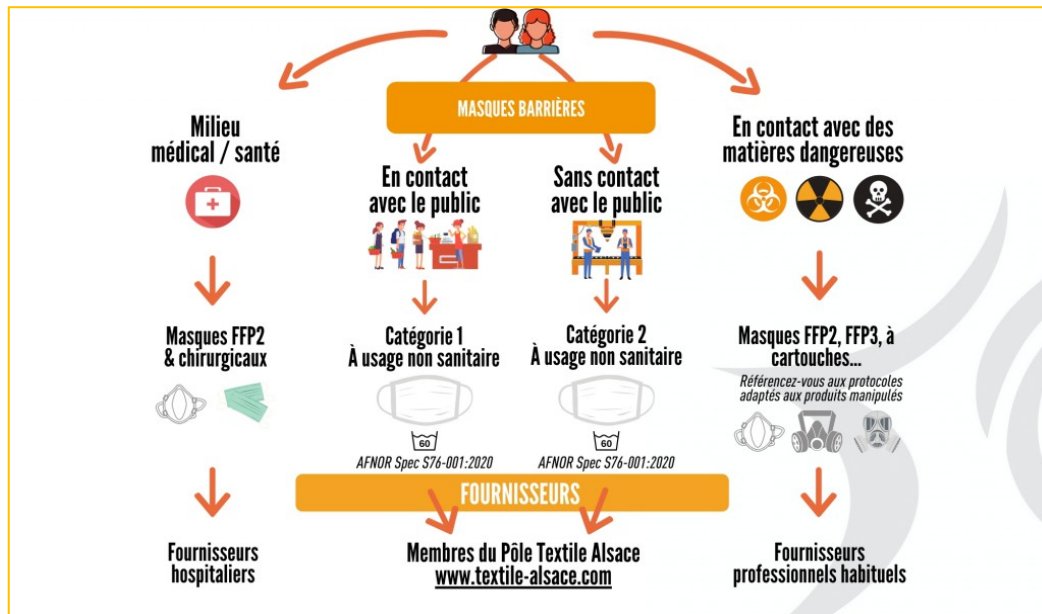 MASQUES BARRIÈRES
Milieu
médical / santé
En contact
avec le public
Sans contact
avec le public
En contact avec des
matières dangereuses
Masques FFP2
& chirurgicaux
Catégorie 1
À usage non sanitaire
60
AFNOR Spec S76-001:2020
Catégorie 2
À usage non sanitaire
60
AFNOR Spec S76-001:2020
Masques FFP2, FFP3, à
cartouches...
Référencez-vous aux protocoles
adaptés aux produits manipulés
FOURNISSEURS
Fournisseurs
hospitaliers
Membres du Pôle Textile Alsace
www.textile-alsace.com
Fournisseurs
professionnels habituels